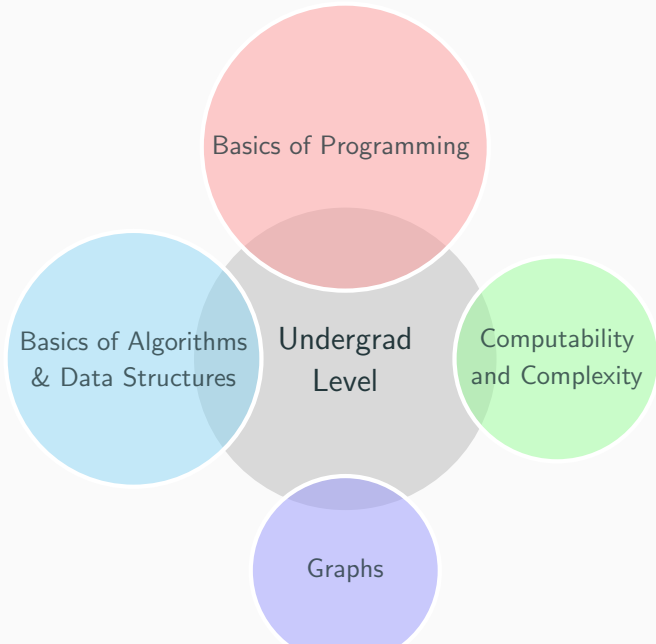 Basics of Programming
Basics of Algorithms
& Data Structures
Undergrad
Level
Computability
and Complexity
Graphs